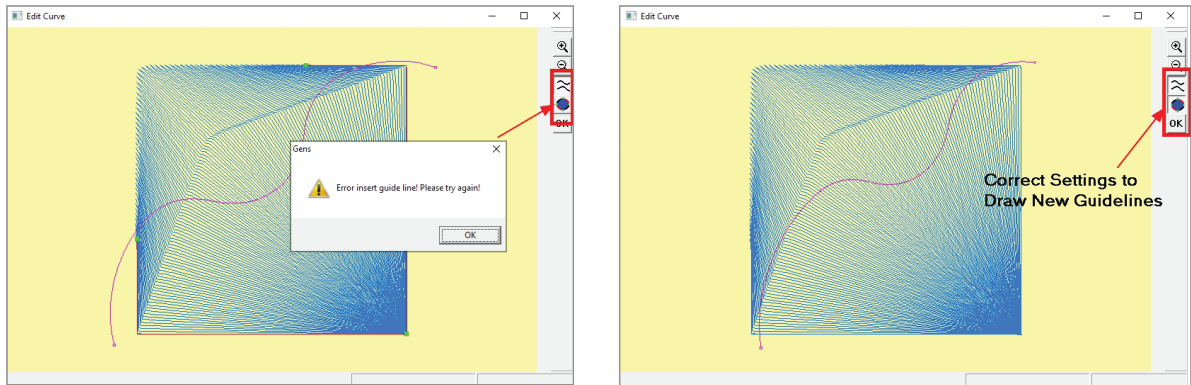 Edit Curve
OK
Gens
Error insert guide line! Please try again!
OK
Edit Curve
OK
Correct Settings to
Draw New Guidelines